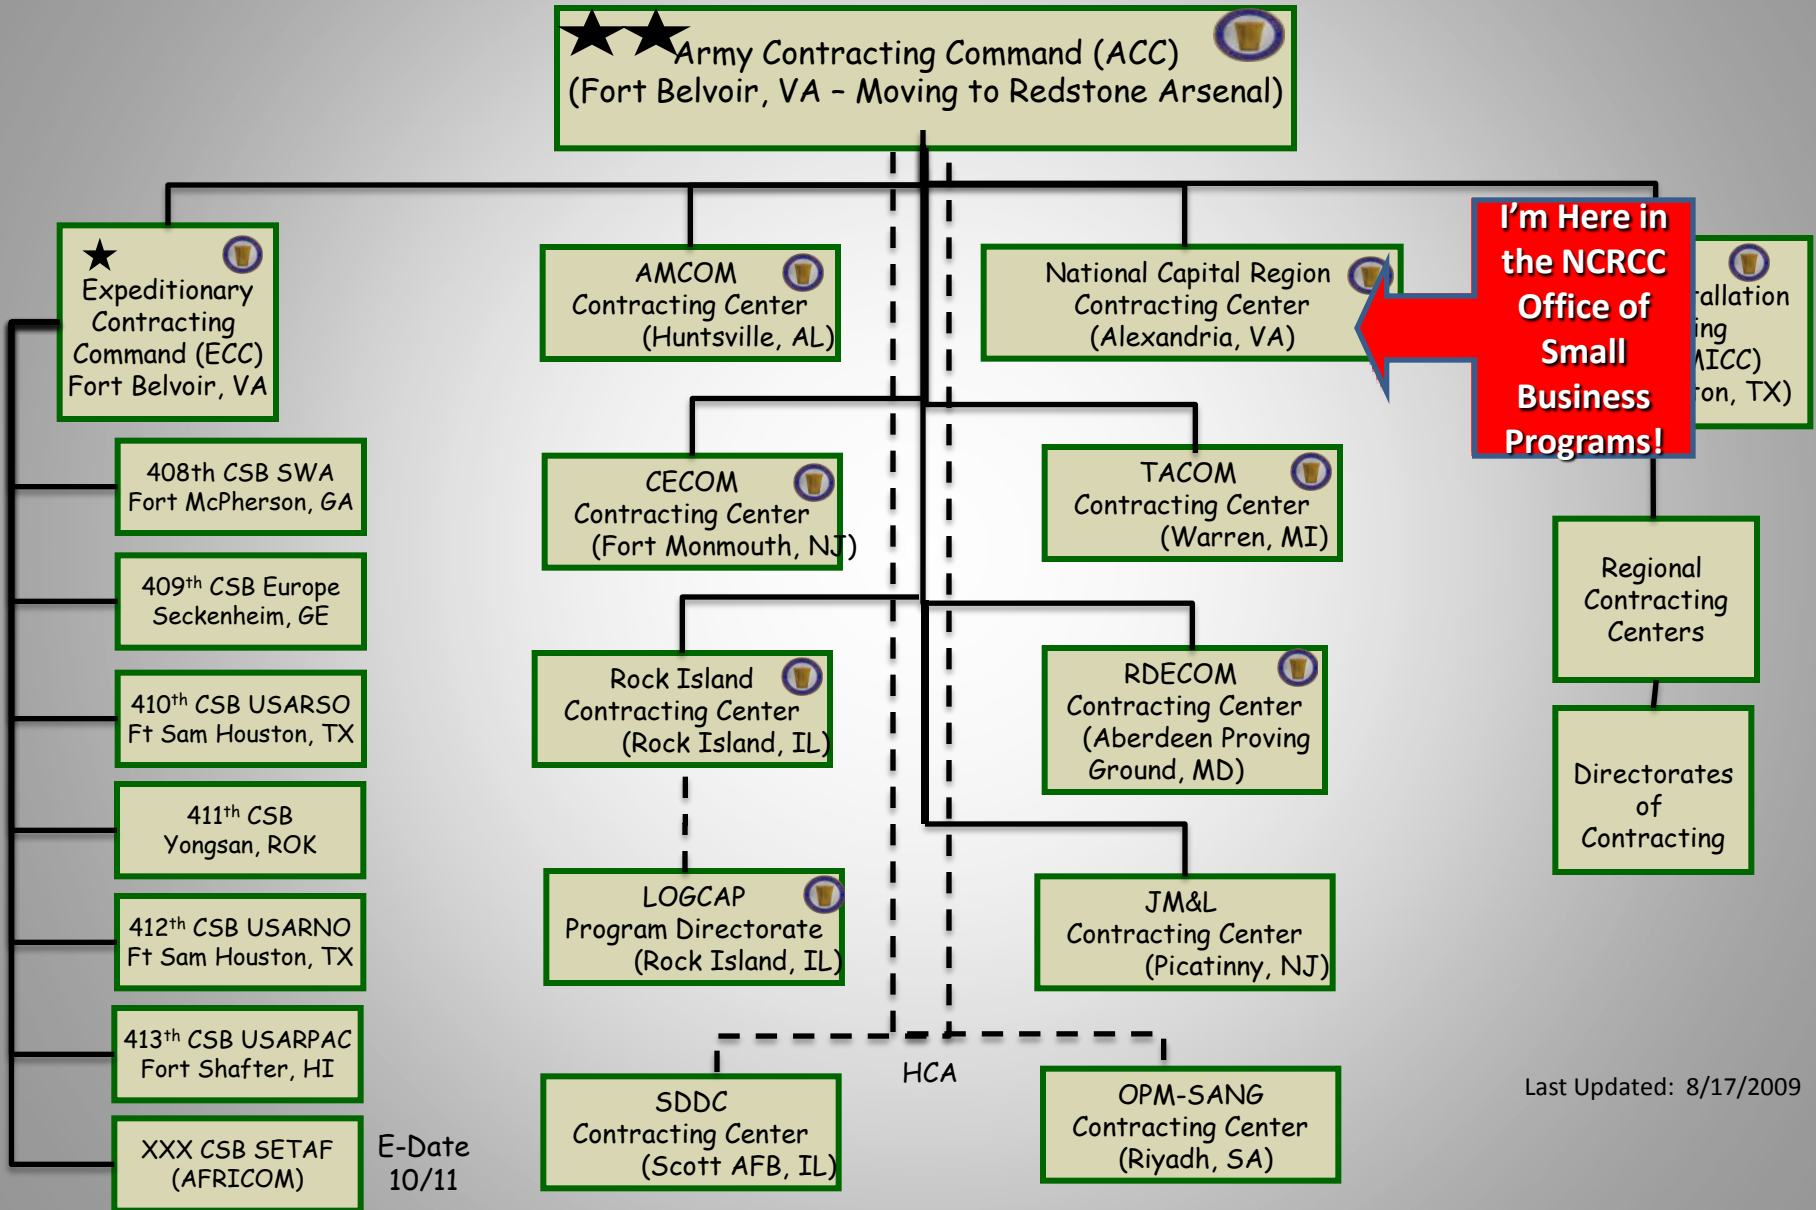 Army Contracting Command (ACC)
(Fort Belvoir, VA – Moving to Redstone Arsenal)
Expeditionary
Contracting
Command (ECC)
Fort Belvoir, VA
408th CSB SWA
Fort McPherson, GA
409th CSB Europe
Seckenheim, GE
410th CSB USARSO
Ft Sam Houston, TX
411th CSB
Yongsan, ROK
412th CSB USARNO
Ft Sam Houston, TX
413th CSB USARPAC
Fort Shafter, HI
XXX CSB SETAF
(AFRICOM)
E-Date
10/11
AMCOM
Contracting Center
(Huntsville, AL)
National Capital Region
Contracting Center
(Alexandria, VA)
I'm Here in
the NCRCC
Office of
Small
Business
Programs!
TX)
CECOM
Contracting Center
(Fort Monmouth, NJ)
TACOM
Contracting Center
(Warren, MI)
Rock Island
Contracting Center
(Rock Island, IL)
RDECOM
Contracting Center
(Aberdeen Proving
Ground, MD)
LOGCAP
Program Directorate
(Rock Island, IL)
JM&L
Contracting Center
(Picatinny, NJ)
HCA
SDDC
Contracting Center
(Scott AFB, IL)
OPM-SANG
Contracting Center
(Riyadh, SA)
Regional
Contracting
Centers
Directorates
of
Contracting
Last Updated: 8/17/2009